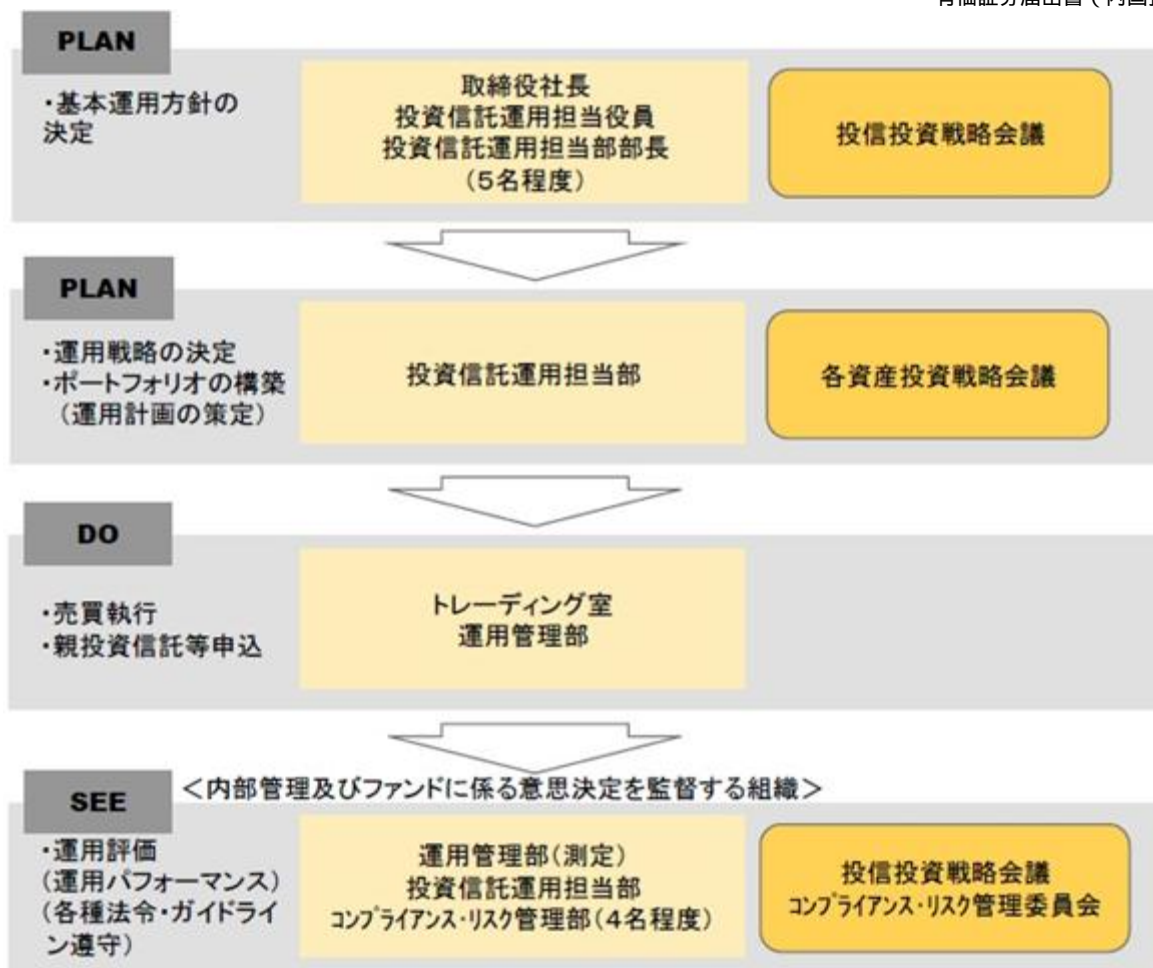 PLAN
・基本運用方針の
決定
取締役社長
投資信託運用担当役員
投資信託運用担当部部長
(5名程度)
投信投資戦略会議
PLAN
・運用戦略の決定
・ポートフォリオの構築
(運用計画の策定)
投資信託運用担当部
各資産投資戦略会議
DO
・売買執行
・親投資信託等申込
トレーディング室
運用管理部
<内部管理及びファンドに係る意思決定を監督する組織>
SEE
・運用評価
(運用パフォーマンス)
(各種法令・ガイドライ
ン遵守)
運用管理部(測定)
投資信託運用担当部
コンプライアンス・リスク管理部(4名程度)
投信投資戦略会議
コンプライアンス・リスク管理委員会